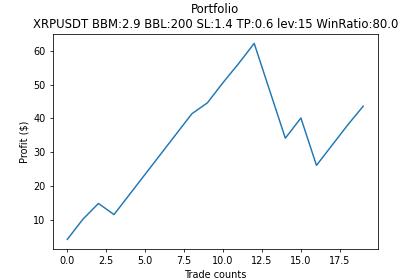 Portfolio
XRPUSDT BBM:2.9 BBL:200 SL:1.4 TP:0.6 lev:15 WinRatio:80.0
60
50
40
30
20
10
Profit ($)
0.0 2.5 5.0 7.5 10.0 12.5 15.0 17.5
Trade counts